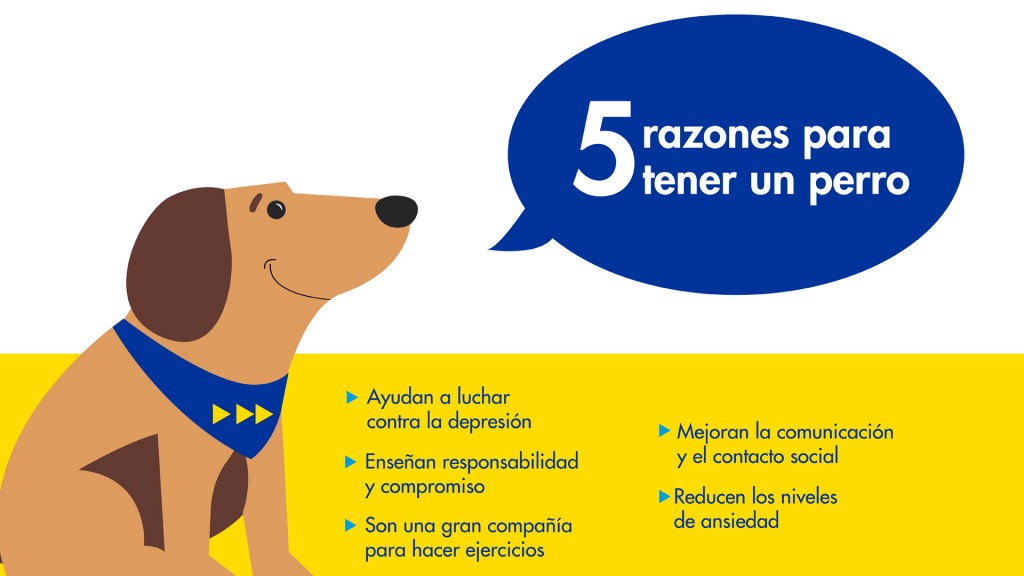 5 razones para
tener un perro
Ayudan a luchar
contra la depresión
Enseñan responsabilidad
y compromiso
Son una gran compañía
para hacer ejercicios
Mejoran la comunicación
y el contacto social
Reducen los niveles
de ansiedad